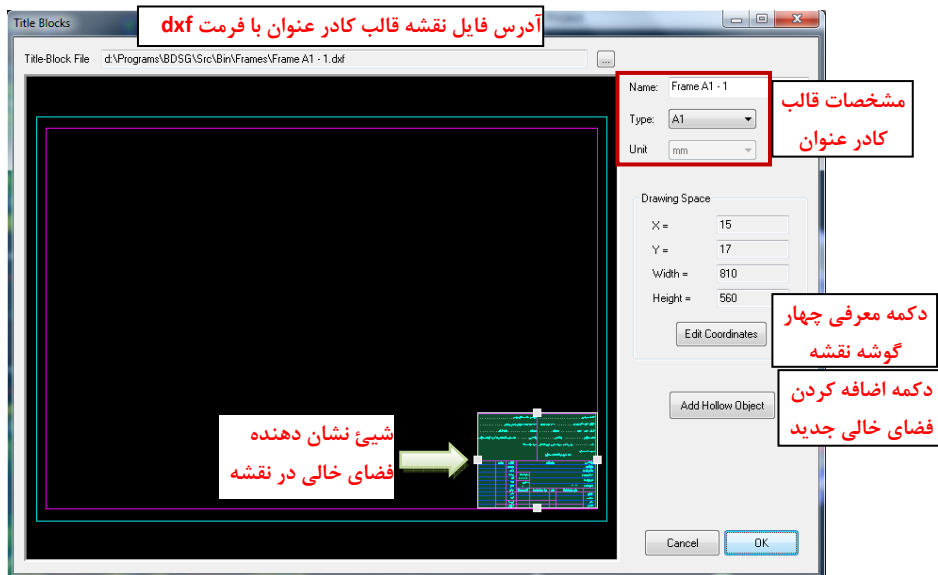 Title Blocks
آدرس فایل نقشه قالب کادر عنوان با فرمت dxf
Title-Block File d:\Programs\BDSG\Src\Bin\Frames\Frame A1 - 1.dxf ...
Name: Frame A1 - 1
Type: A1
Unit mm
مشخصات قالب
کادر عنوان
Drawing Space
X = 15
Y = 17
Width = 810
Height = 560
Edit Coordinates
دکمه معرفی چهار
گوشه نقشه
Add Hollow Object
دکمه اضافه کردن
فضای خالی جدید
شیئ نشان دهنده
فضای خالی در نقشه
Cancel OK